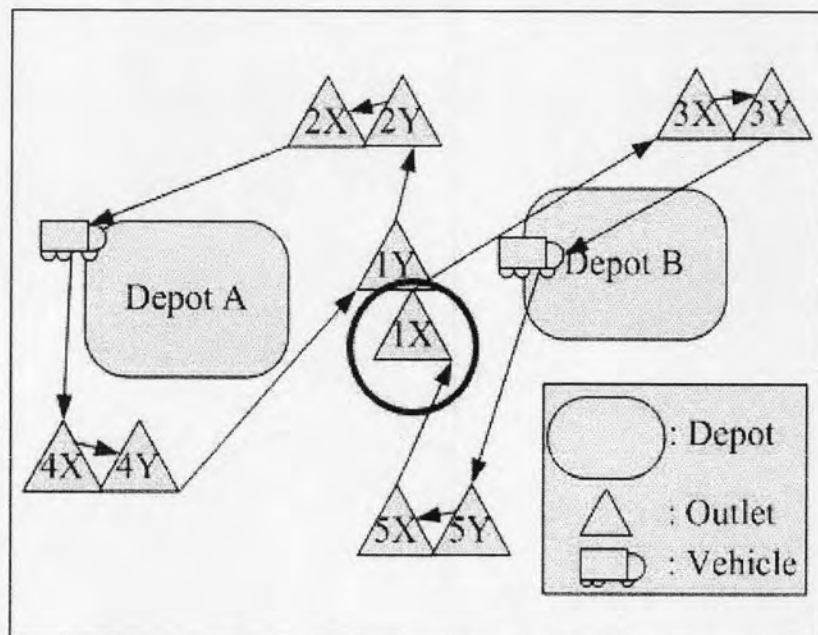 2X 2Y
3X 3Y
1Y
Depot B
Depot A
1X
4X 4Y
: Depot
5X 5Y
: Outlet
: Vehicle